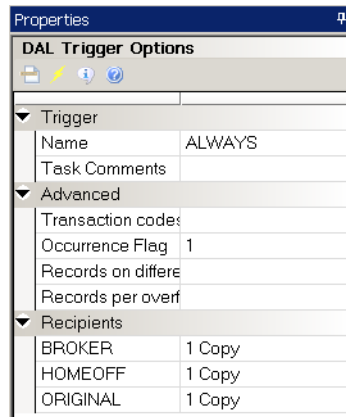 Properties
DAL Trigger Options
Trigger
Name ALWAYS
Task Comments
Advanced
Transaction codes
Occurrence Flag 1
Records on differe
Records per overf
Recipients
BROKER 1 Copy
HOMEOFF 1 Copy
ORIGINAL 1 Copy